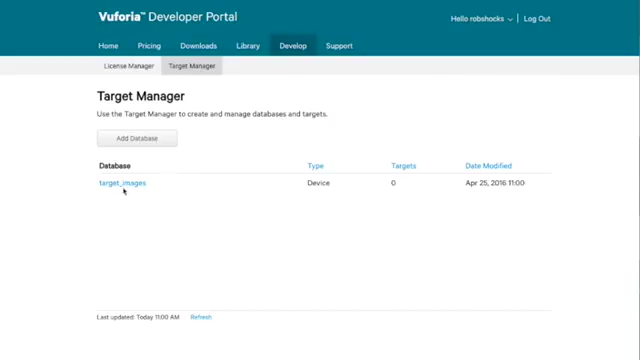 Vuforia™ Developer Portal
Hello robshocks | Log Out
Home Pricing Downloads Library Develop Support
License Manager Target Manager
Target Manager
Use the Target Manager to create and manage databases and targets.
Add Database
Database Type Targets Date Modified
target_images Device 0 Apr 25, 2016 11:00
Last updated: Today 11:00 AM Refresh